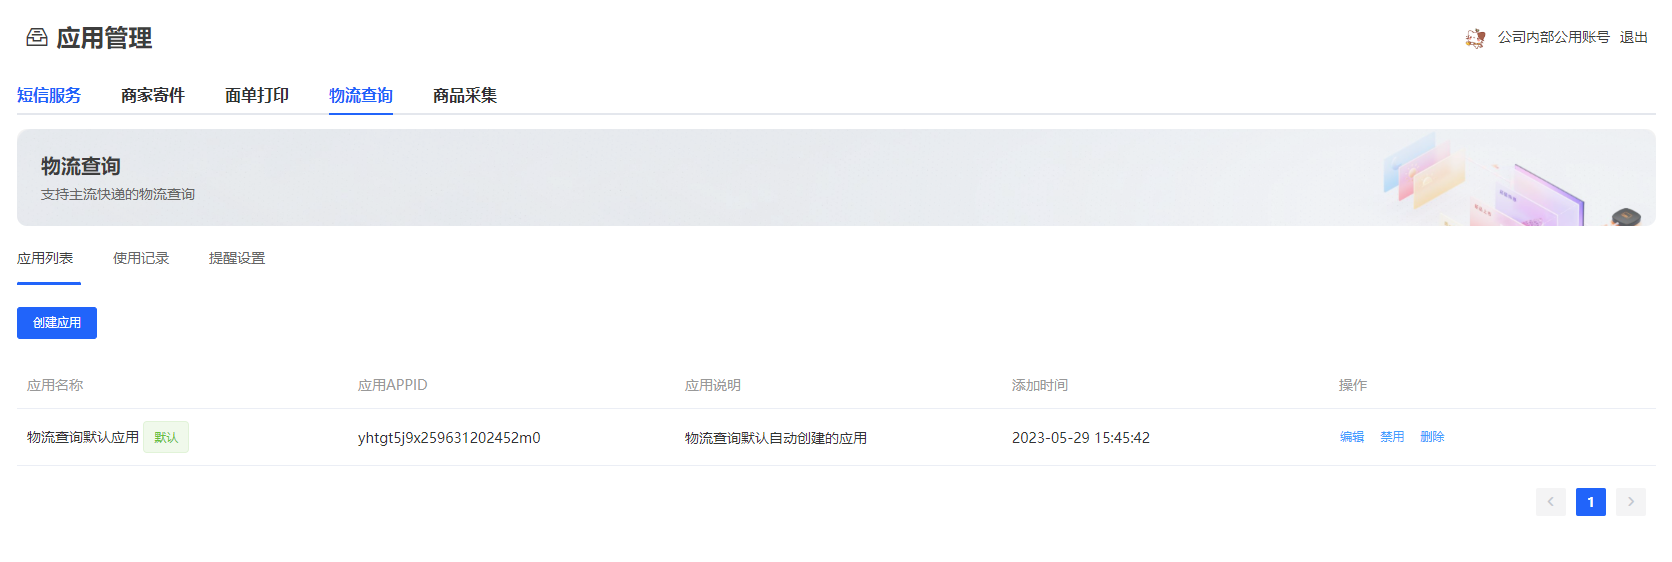 应用管理
公司内部公用账号 退出
短信服务 商家寄件 面单打印 物流查询 商品采集
物流查询
支持主流快递的物流查询
应用列表 使用记录 提醒设置
创建应用
应用名称 应用APPID 应用说明 添加时间 操作
物流查询默认应用 默认 yhtgt5j9x259631202452m0 物流查询默认自动创建的应用 2023-05-29 15:45:42 编辑 禁用 删除
1